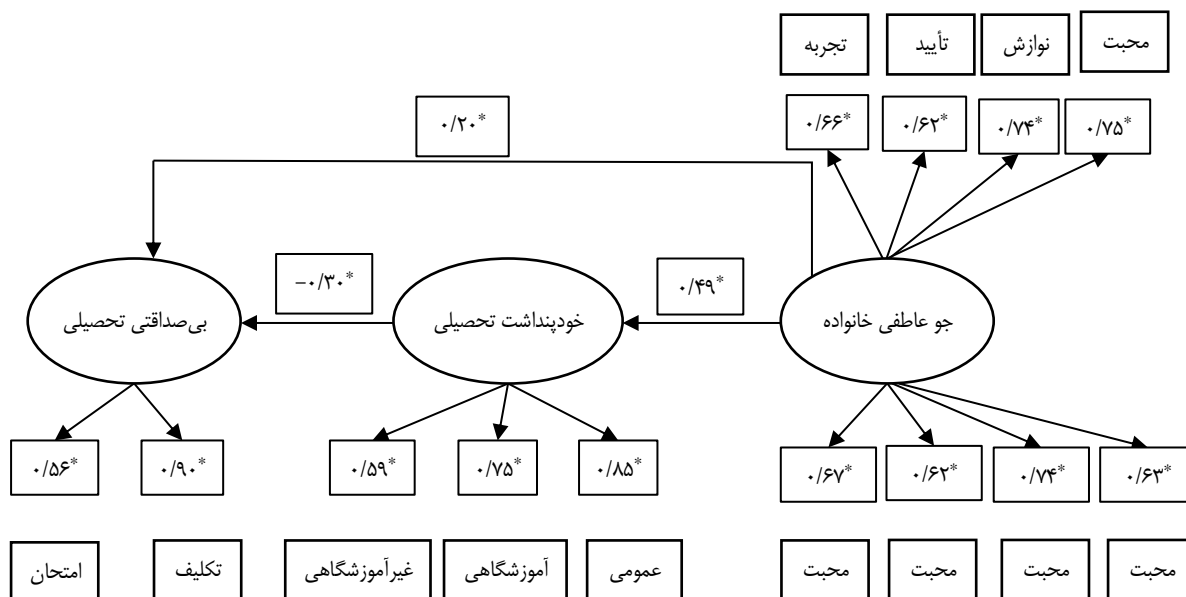 محبت
نوازش
تأیید
تجربه
۰/۷۵*
۰/۷۴*
۰/۶۲*
۰/۶۶*
۰/۲۰*
جو عاطفی خانواده
۰/۴۹*
خودپنداشت تحصیلی
−۰/۳۰*
بی‌صداقتی تحصیلی
۰/۶۳*
۰/۷۴*
۰/۶۲*
۰/۶۷*
۰/۸۵*
۰/۷۵*
۰/۵۹*
۰/۹۰*
۰/۵۶*
محبت
محبت
محبت
محبت
عمومی
آموزشگاهی
غیرآموزشگاهی
تکلیف
امتحان